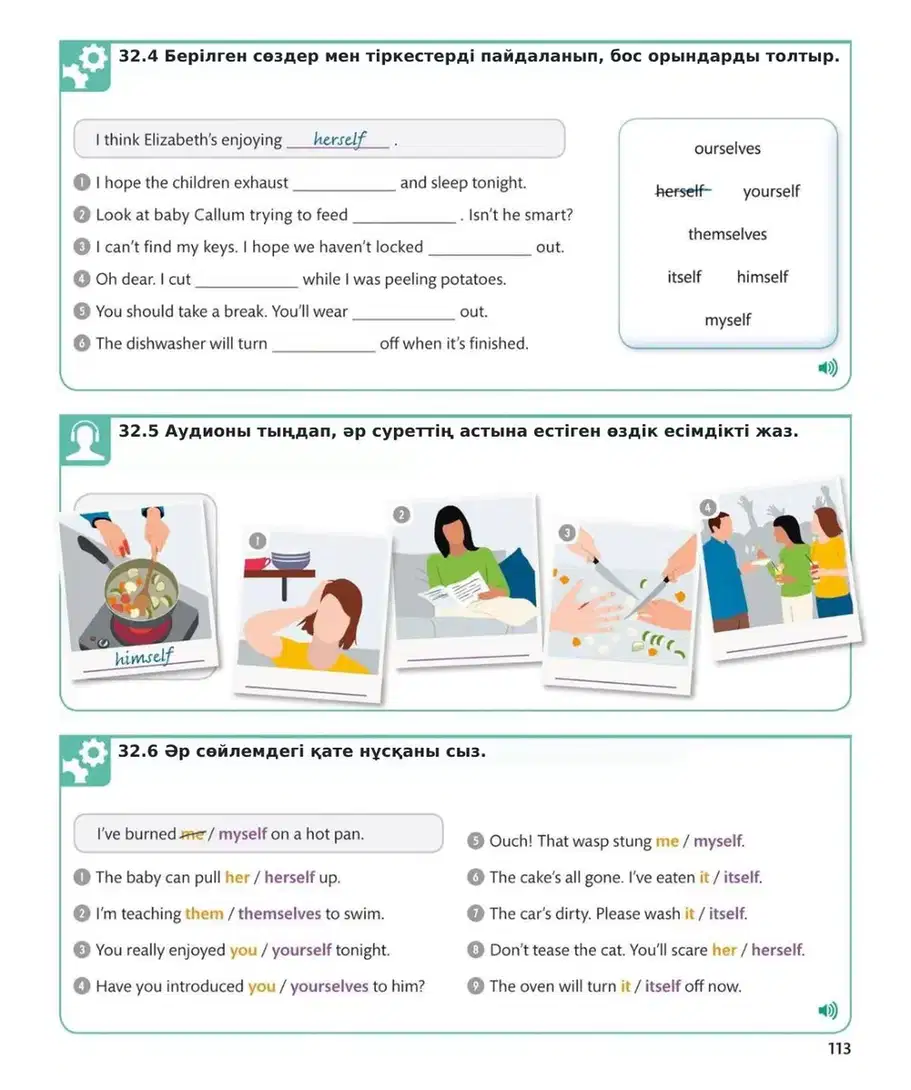 32.4 Берілген сөздер мен тіркестерді пайдаланып, бос орындарды толтыр.
I think Elizabeth's enjoying herself .
1 I hope the children exhaust ____________ and sleep tonight.
2 Look at baby Callum trying to feed ____________ . Isn't he smart?
3 I can't find my keys. I hope we haven't locked ____________ out.
4 Oh dear. I cut ____________ while I was peeling potatoes.
5 You should take a break. You'll wear ____________ out.
6 The dishwasher will turn ____________ off when it's finished.
ourselves
herself yourself
themselves
itself himself
myself
32.5 Аудионы тыңдап, әр суреттің астына естіген өздік есімдікті жаз.
himself
1
2
3
4
32.6 Әр сөйлемдегі қате нұсқаны сыз.
I've burned me / myself on a hot pan.
1 The baby can pull her / herself up.
2 I'm teaching them / themselves to swim.
3 You really enjoyed you / yourself tonight.
4 Have you introduced you / yourselves to him?
5 Ouch! That wasp stung me / myself.
6 The cake's all gone. I've eaten it / itself.
7 The car's dirty. Please wash it / itself.
8 Don't tease the cat. You'll scare her / herself.
9 The oven will turn it / itself off now.
113